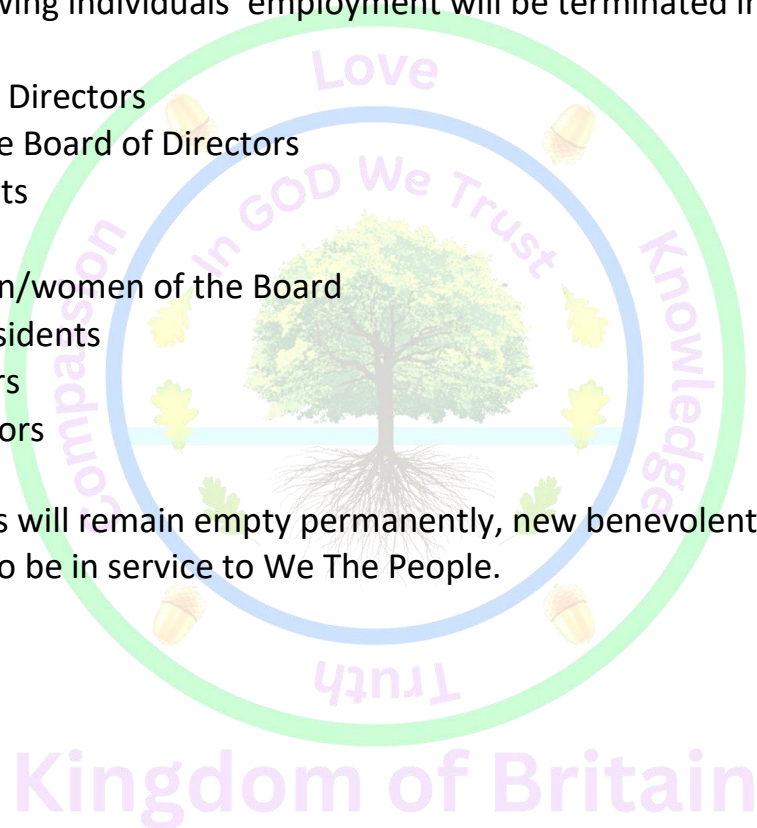 wing individuals' employment will be terminated in
Directors
e Board of Directors
ts
n/women of the Board
sidents
rs
ors
s will remain empty permanently, new benevolent
o be in service to We The People.
Love
In GOD We Trust
Compassion
Knowledge
Truth
Kingdom of Britain